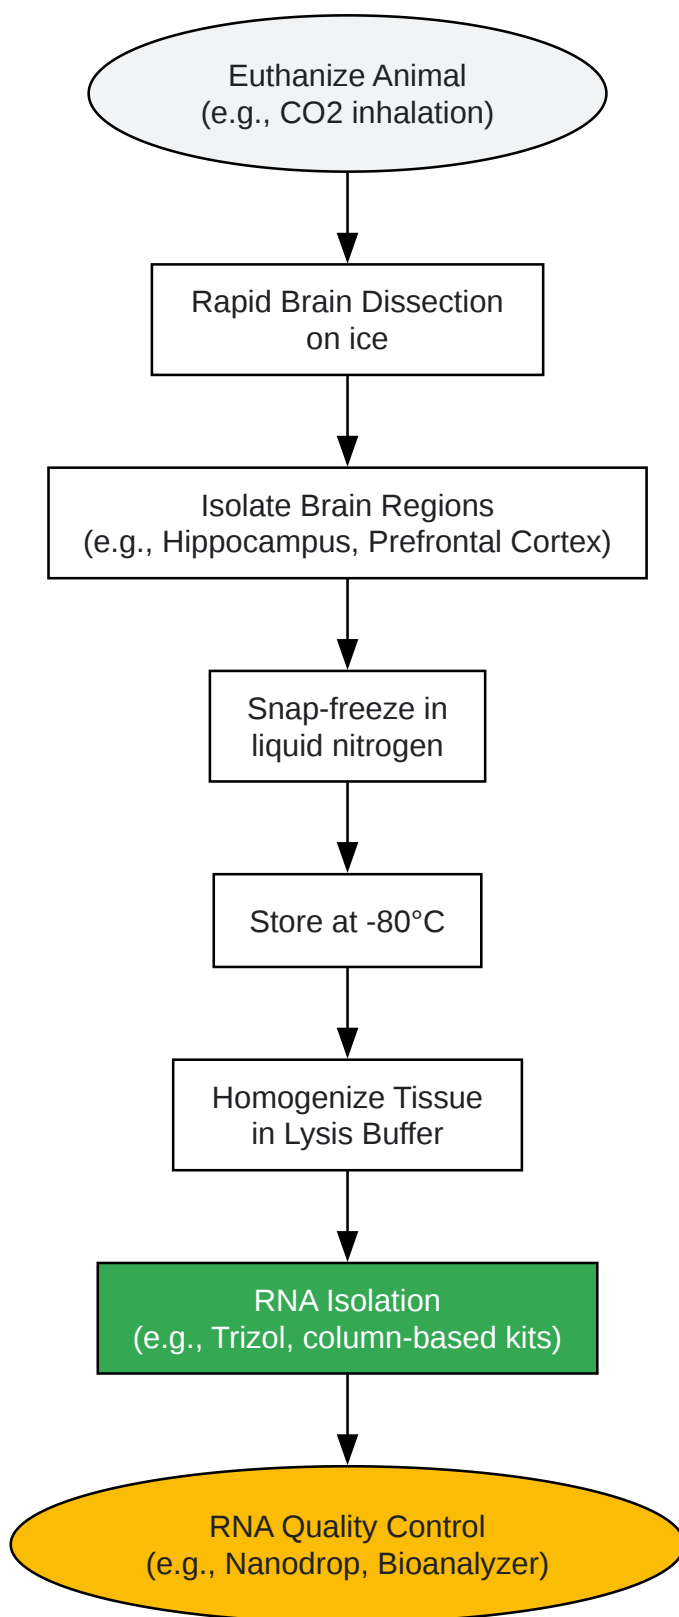 Euthanize Animal
(e.g., CO2 inhalation)
Rapid Brain Dissection
on ice
Isolate Brain Regions
(e.g., Hippocampus, Prefrontal Cortex)
Snap-freeze in
liquid nitrogen
Store at -80°C
Homogenize Tissue
in Lysis Buffer
RNA Isolation
(e.g., Trizol, column-based kits)
RNA Quality Control
(e.g., Nanodrop, Bioanalyzer)